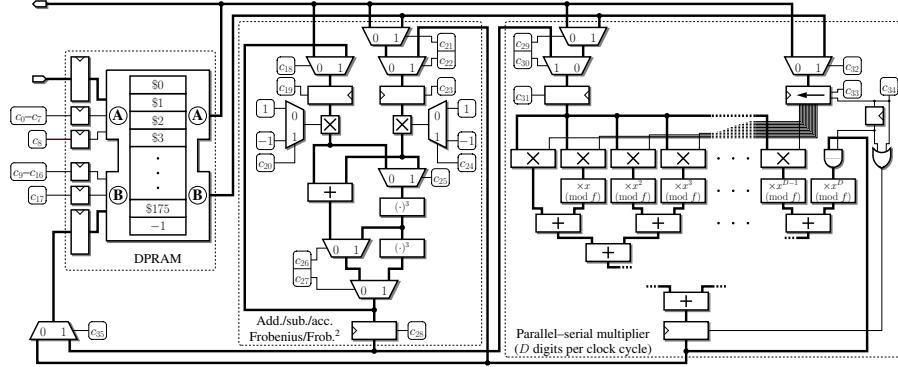 0 1
c21
c22
0 1
c18
c19
0 1
c23
1
0
1
−1
c20
1
0
1
−1
c24
×
×
+
0 1
c25
(·)³
(·)³
0 1
c26
c27
0 1
c28
Add./sub./acc.
Frobenius/Frob.²
$0
$1
$2
$3
$175
−1
A
A
B
B
c0–c7
c8
c9–c16
c17
DPRAM
0 1
c35
c29
0 1
c30
1 0
c31
0 1
c32
c33
c34
× × × × · · · ×
×x
(mod f)
×x²
(mod f)
×x³
(mod f)
×x^{D−1}
(mod f)
×x^D
(mod f)
+ + · · · +
+
+
Parallel–serial multiplier
(D digits per clock cycle)